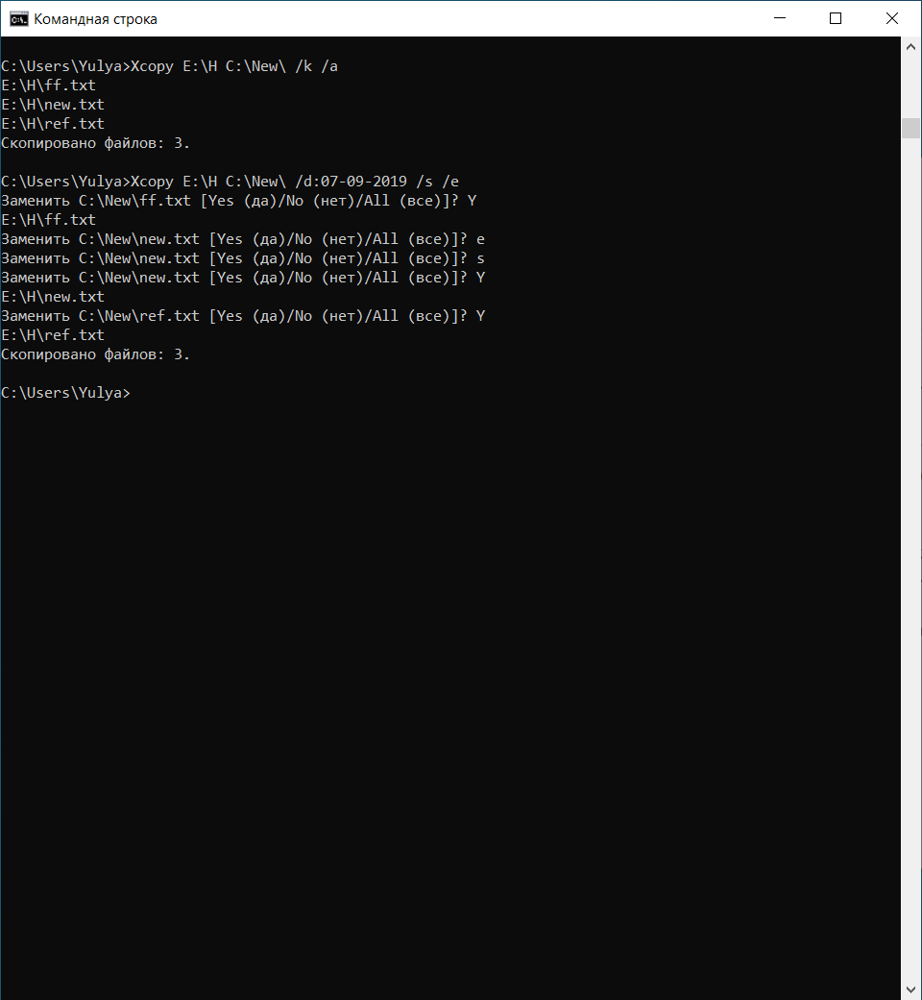 Командная строка
C:\Users\Yulya>Xcopy E:\H C:\New\ /k /a
E:\H\ff.txt
E:\H\new.txt
E:\H\ref.txt
Скопировано файлов: 3.
C:\Users\Yulya>Xcopy E:\H C:\New\ /d:07-09-2019 /s /e
Заменить C:\New\ff.txt [Yes (да)/No (нет)/All (все)]? Y
E:\H\ff.txt
Заменить C:\New\new.txt [Yes (да)/No (нет)/All (все)]? e
Заменить C:\New\new.txt [Yes (да)/No (нет)/All (все)]? s
Заменить C:\New\new.txt [Yes (да)/No (нет)/All (все)]? Y
E:\H\new.txt
Заменить C:\New\ref.txt [Yes (да)/No (нет)/All (все)]? Y
E:\H\ref.txt
Скопировано файлов: 3.
C:\Users\Yulya>